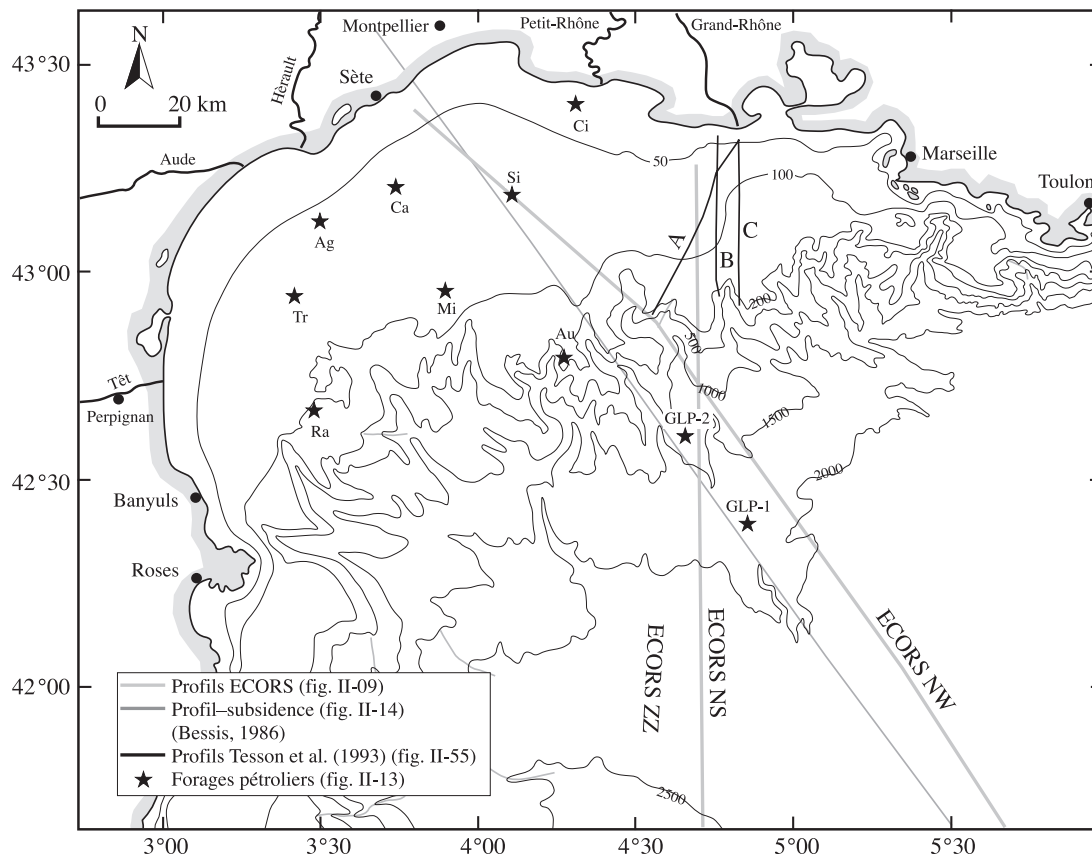 Montpellier
Petit-Rhône
Grand-Rhône
43°30
N
Hèrault
Sète
0 20 km
Ci
Aude
50
Marseille
Si
100
Toulon
Ca
Ag
A
C
B
43°00
Tr
Mi
200
500
Au
Têt
1000
Perpignan
Ra
GLP-2
1500
2000
42°30
Banyuls
GLP-1
Roses
ECORS ZZ
ECORS NS
ECORS NW
42°00
Profils ECORS (fig. II-09)
Profil–subsidence (fig. II-14)
(Bessis, 1986)
Profils Tesson et al. (1993) (fig. II-55)
Forages pétroliers (fig. II-13)
2500
3°00 3°30 4°00 4°30 5°00 5°30